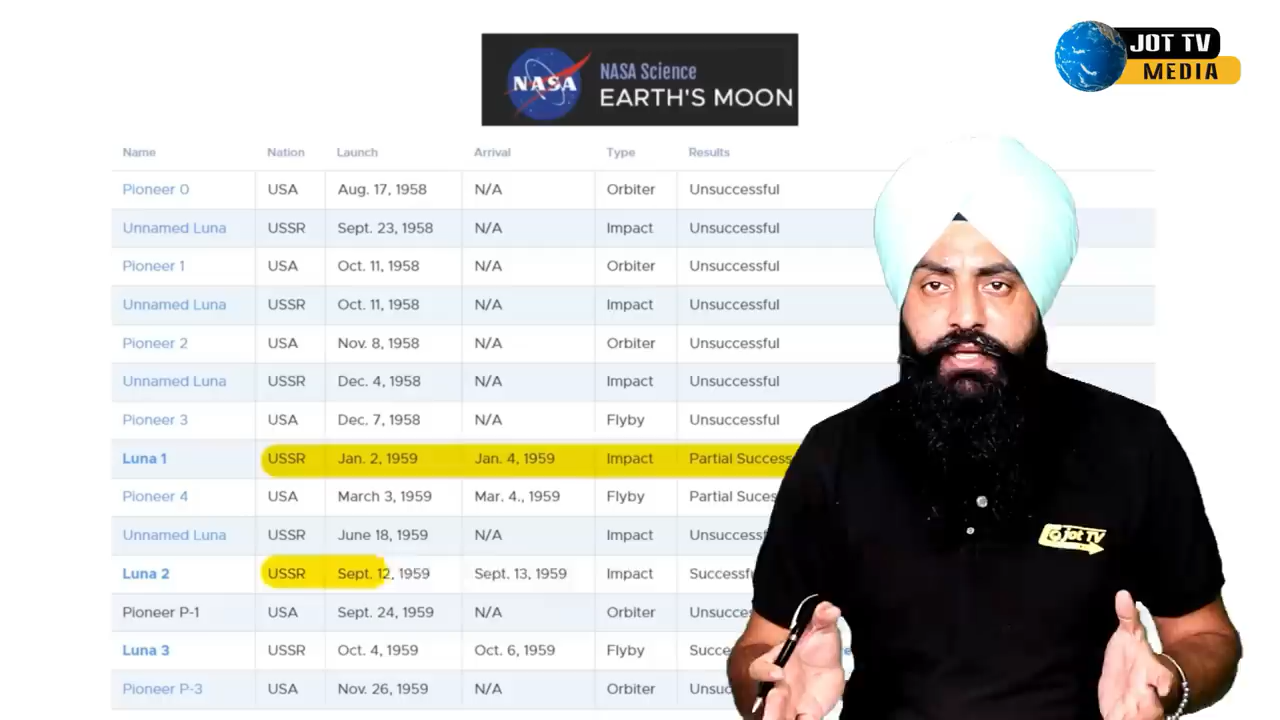 JOT TV
MEDIA
NASA
NASA Science
EARTH'S MOON
Name Nation Launch Arrival Type Results
Pioneer 0 USA Aug. 17, 1958 N/A Orbiter Unsuccessful
Unnamed Luna USSR Sept. 23, 1958 N/A Impact Unsuccessful
Pioneer 1 USA Oct. 11, 1958 N/A Orbiter Unsuccessful
Unnamed Luna USSR Oct. 11, 1958 N/A Impact Unsuccessful
Pioneer 2 USA Nov. 8, 1958 N/A Orbiter Unsuccessful
Unnamed Luna USSR Dec. 4, 1958 N/A Impact Unsuccessful
Pioneer 3 USA Dec. 7, 1958 N/A Flyby Unsuccessful
Luna 1 USSR Jan. 2, 1959 Jan. 4, 1959 Impact Partial Success
Pioneer 4 USA March 3, 1959 Mar. 4., 1959 Flyby Partial
Unnamed Luna USSR June 18, 1959 N/A Impact
Luna 2 USSR Sept. 12, 1959 Sept. 13, 1959 Impact
Pioneer P-1 USA Sept. 24, 1959 N/A Orbiter
Luna 3 USSR Oct. 4, 1959 Oct. 6, 1959 Flyby
Pioneer P-3 USA Nov. 26, 1959 N/A Orbiter
Jot TV